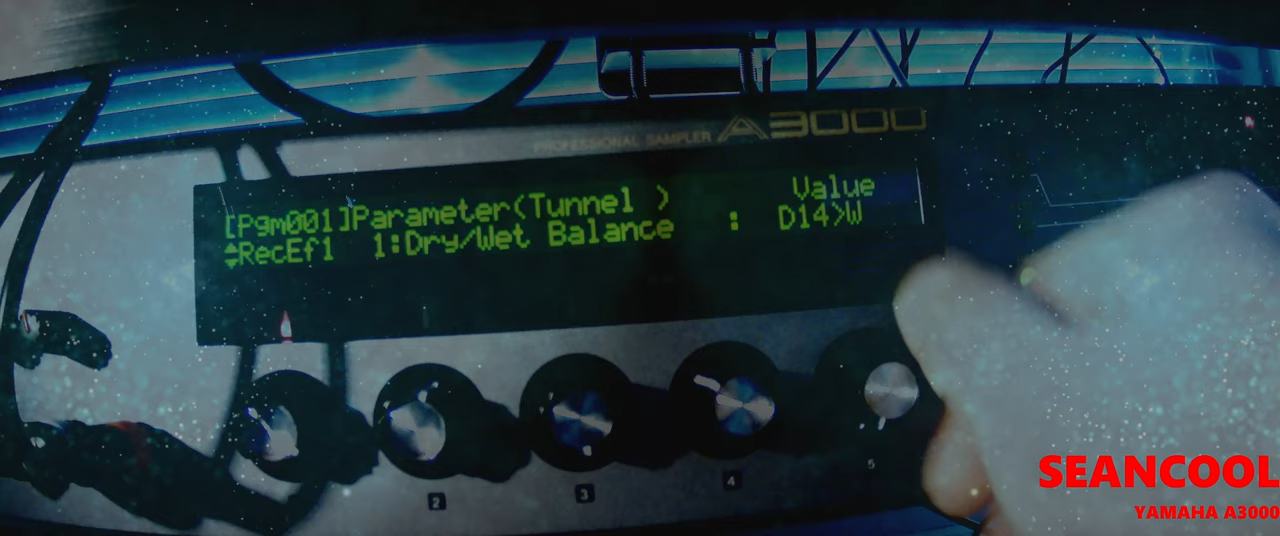 PROFESSIONAL SAMPLER A3000
[Pgm001]Parameter(Tunnel ) Value
RecEf1 1:Dry/Wet Balance : D14>W
2 3 4 5
SEANCOOL
YAMAHA A3000